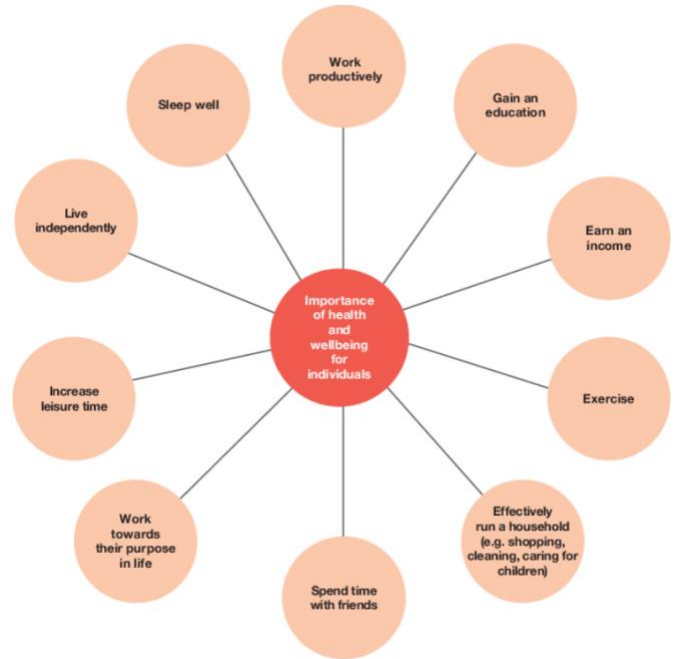 Importance
of health
and
wellbeing
for
individuals
Work
productively
Gain an
education
Earn an
income
Exercise
Effectively
run a household
(e.g. shopping,
cleaning, caring for
children)
Spend time
with friends
Work
towards
their purpose
in life
Increase
leisure time
Live
independently
Sleep well